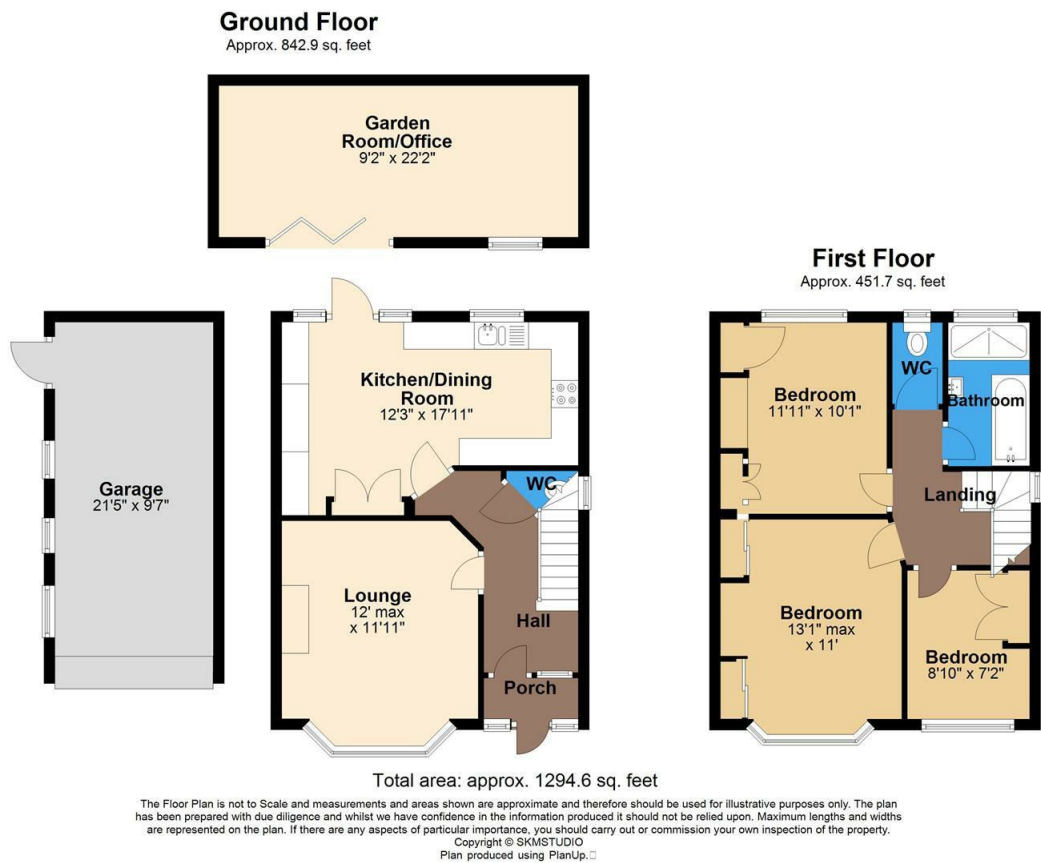 Ground Floor
Approx. 842.9 sq. feet
Garden
Room/Office
9'2" x 22'2"
Kitchen/Dining
Room
12'3" x 17'11"
WC
Garage
21'5" x 9'7"
Lounge
12' max
x 11'11"
Hall
Porch
First Floor
Approx. 451.7 sq. feet
WC
Bedroom
11'11" x 10'1"
Bathroom
Landing
Bedroom
13'1" max
x 11'
Bedroom
8'10" x 7'2"
Total area: approx. 1294.6 sq. feet
The Floor Plan is not to Scale and measurements and areas shown are approximate and therefore should be used for illustrative purposes only. The plan
has been prepared with due diligence and whilst we have confidence in the information produced it should not be relied upon. Maximum lengths and widths
are represented on the plan. If there are any aspects of particular importance, you should carry out or commission your own inspection of the property.
Copyright © SKMSTUDIO
Plan produced using PlanUp.